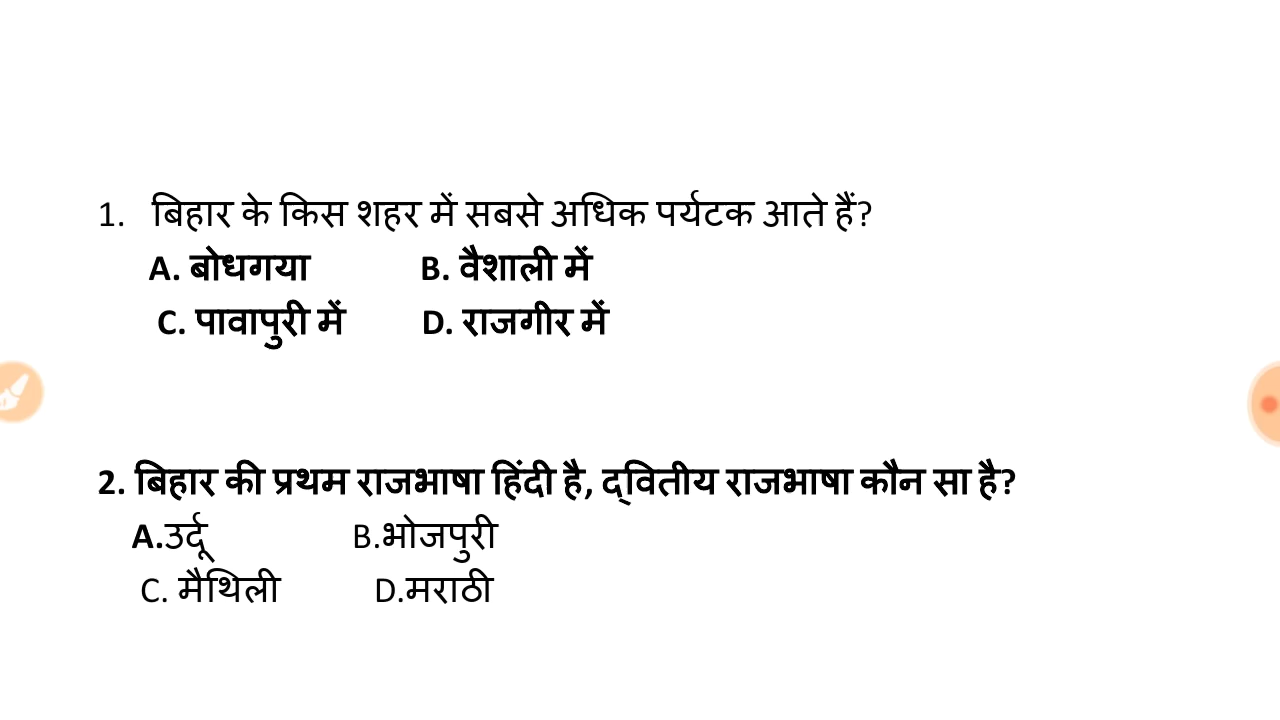 1. बिहार के किस शहर में सबसे अधिक पर्यटक आते हैं?
A. बोधगया B. वैशाली में
C. पावापुरी में D. राजगीर में
2. बिहार की प्रथम राजभाषा हिंदी है, द्वितीय राजभाषा कौन सा है?
A.उर्दू B.भोजपुरी
C. मैथिली D.मराठी